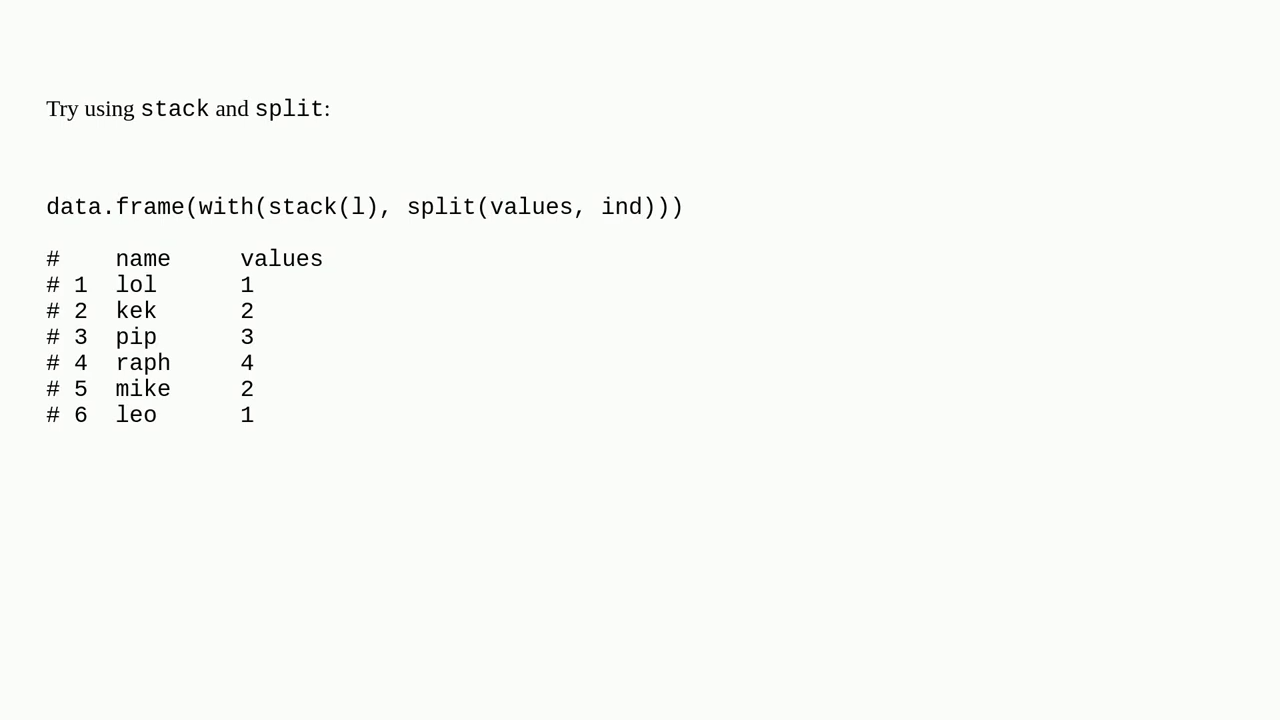 Try using stack and split:
data.frame(with(stack(l), split(values, ind)))
#    name     values
# 1  lol      1
# 2  kek      2
# 3  pip      3
# 4  raph     4
# 5  mike     2
# 6  leo      1